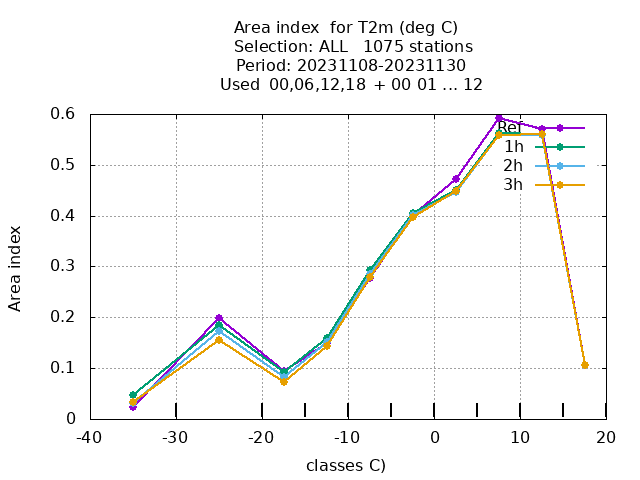 Area index  for T2m (deg C)
Selection: ALL   1075 stations
Period: 20231108-20231130
Used  00,06,12,18  + 00 01 ... 12
0.6
0.5
0.4
0.3
0.2
0.1
0
Area index
Ref
1h
2h
3h
-40
-30
-20
-10
0
10
20
classes C)